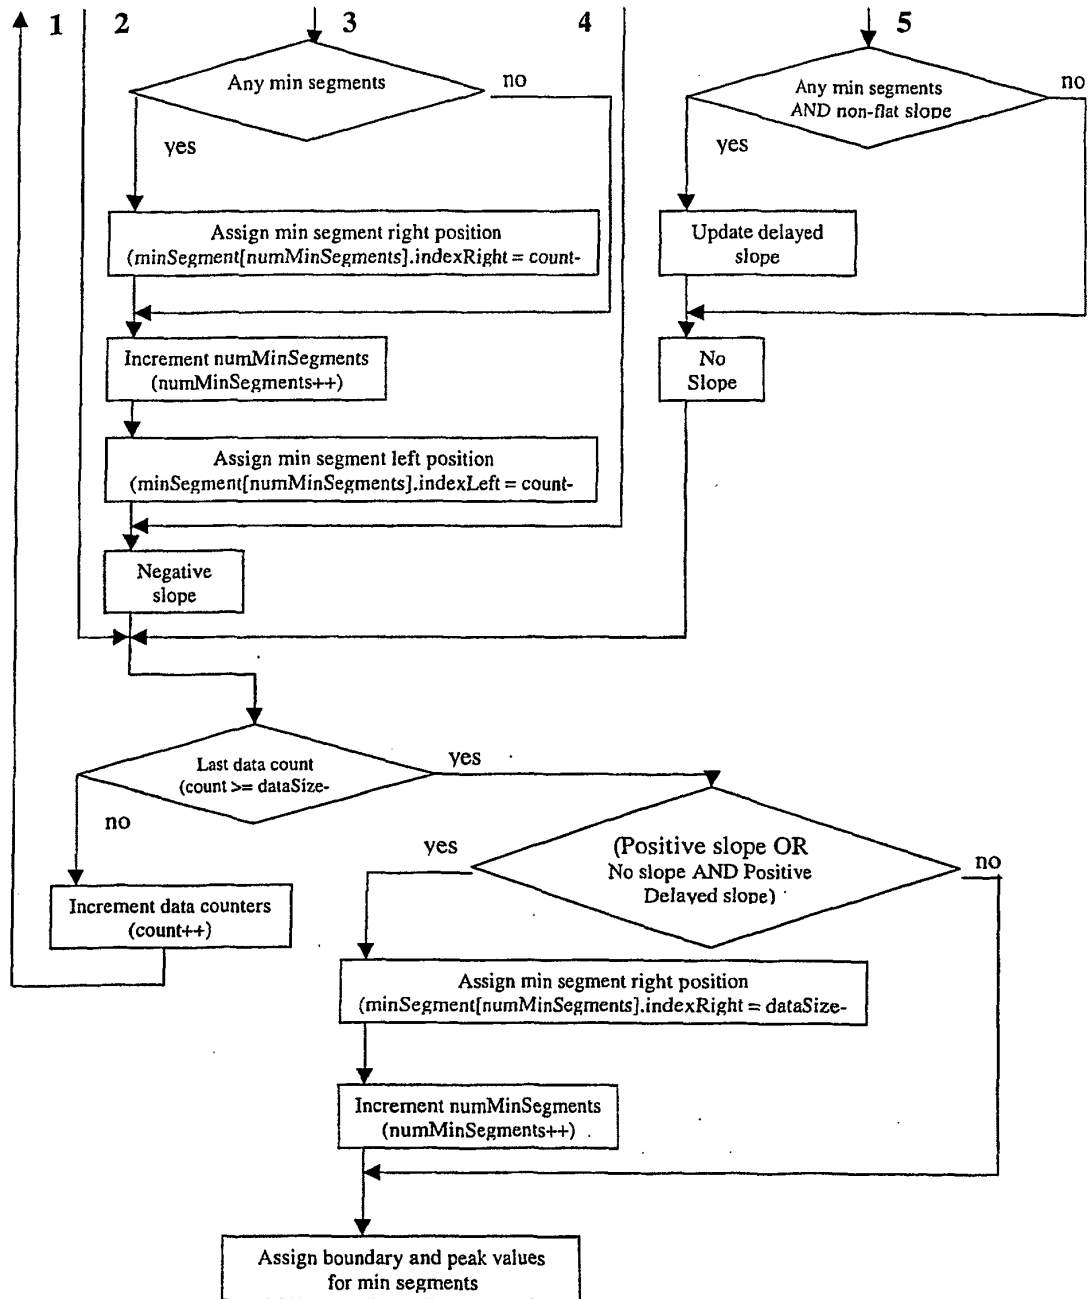 1 2 3 4 5
Any min segments
no
yes
Assign min segment right position
(minSegment[numMinSegments].indexRight = count-
Increment numMinSegments
(numMinSegments++)
Assign min segment left position
(minSegment[numMinSegments].indexLeft = count-
Negative
slope
Any min segments
AND non-flat slope
no
yes
Update delayed
slope
No
Slope
Last data count
(count >= dataSize-
yes
no
Increment data counters
(count++)
(Positive slope OR
No slope AND Positive
Delayed slope)
yes
no
Assign min segment right position
(minSegment[numMinSegments].indexRight = dataSize-
Increment numMinSegments
(numMinSegments++)
Assign boundary and peak values
for min segments